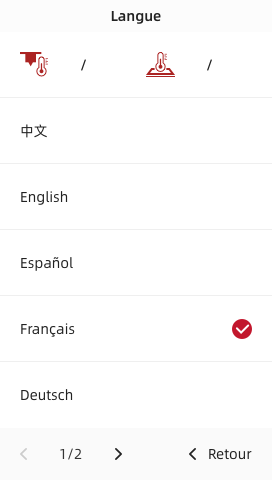 Langue
/ /
中文
English
Español
Français
Deutsch
1/2 Retour